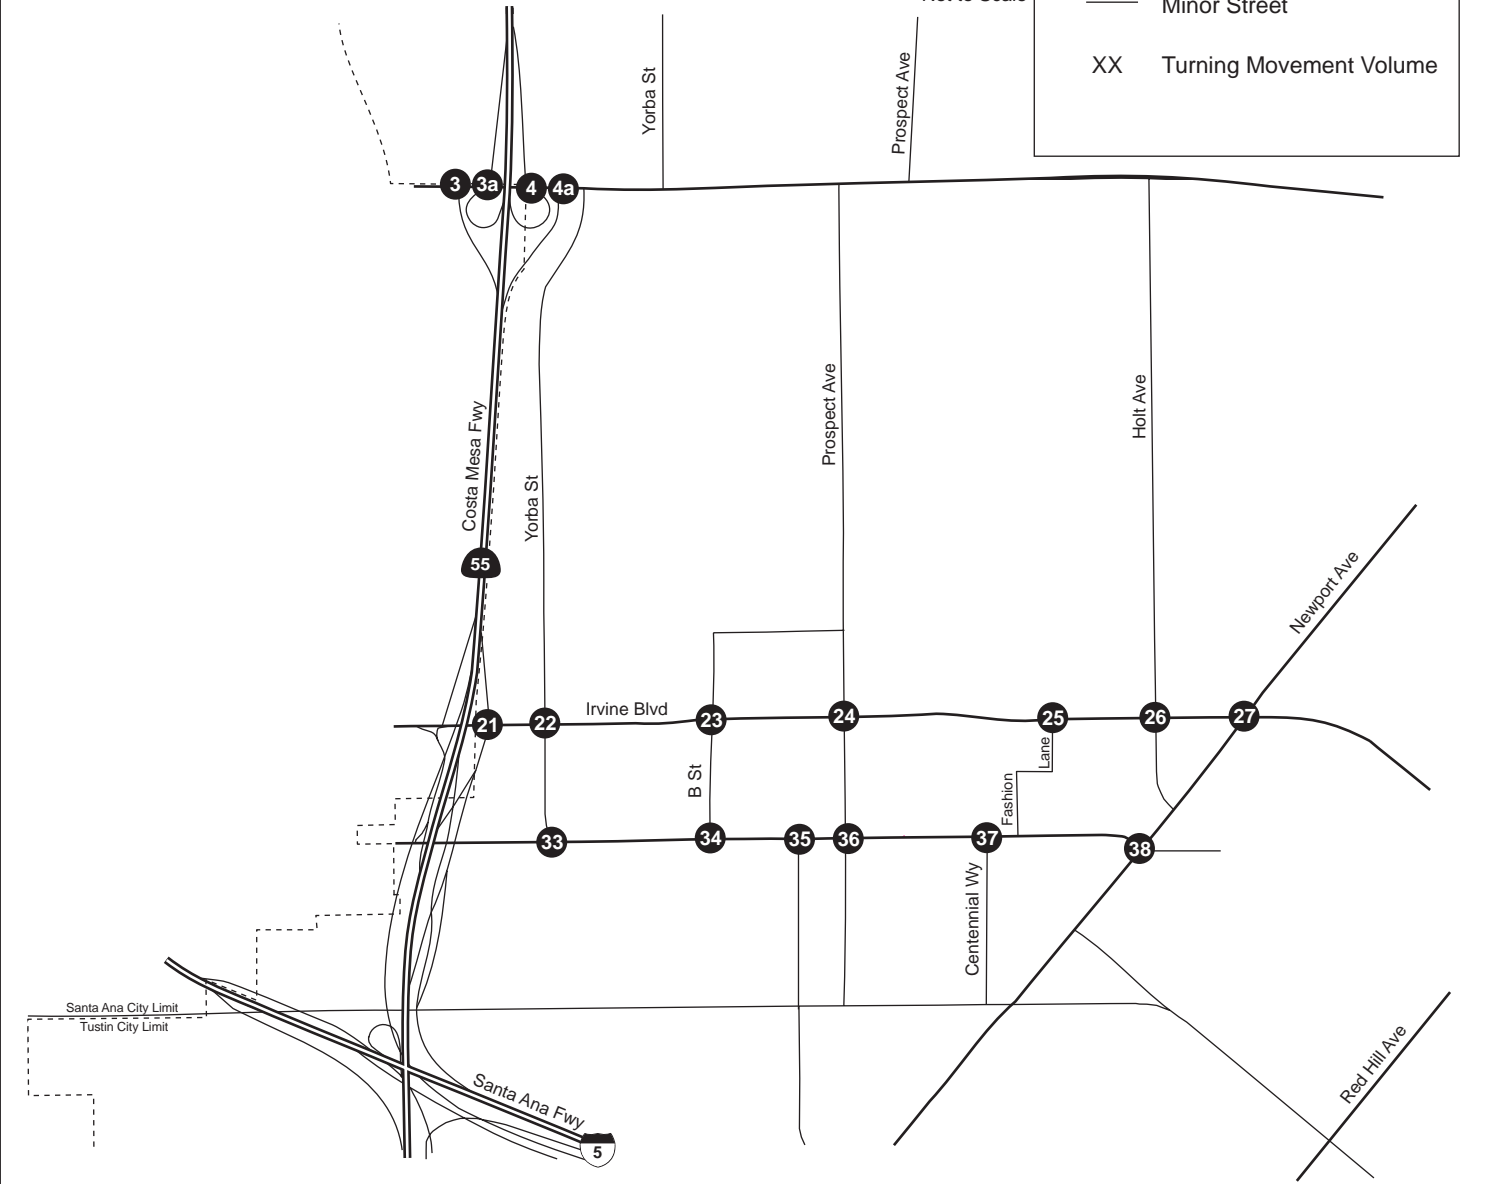 Minor Street
XX Turning Movement Volume
Yorba St
Prospect Ave
3
3a
4
4a
Costa Mesa Fwy
Yorba St
Prospect Ave
Holt Ave
55
Newport Ave
Irvine Blvd
21
22
23
24
25
26
27
B St
Lane
Fashion
33
34
35
36
37
38
Centennial Wy
Santa Ana City Limit
Tustin City Limit
Santa Ana Fwy
5
Red Hill Ave